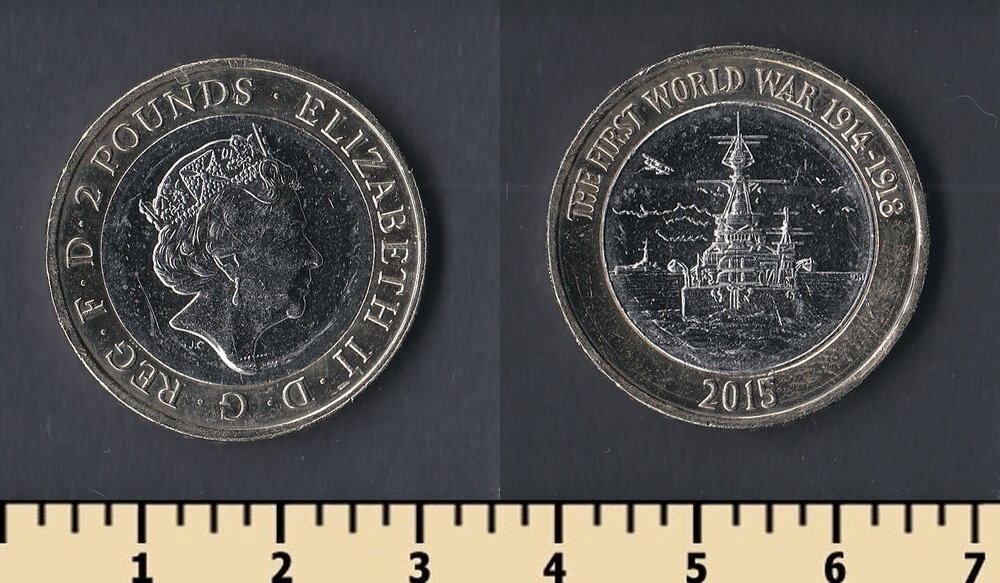 2 POUNDS · ELIZABETH II · D · G · REG · F · D ·
J.C
THE FIRST WORLD WAR 1914-1918
2015
1 2 3 4 5 6 7